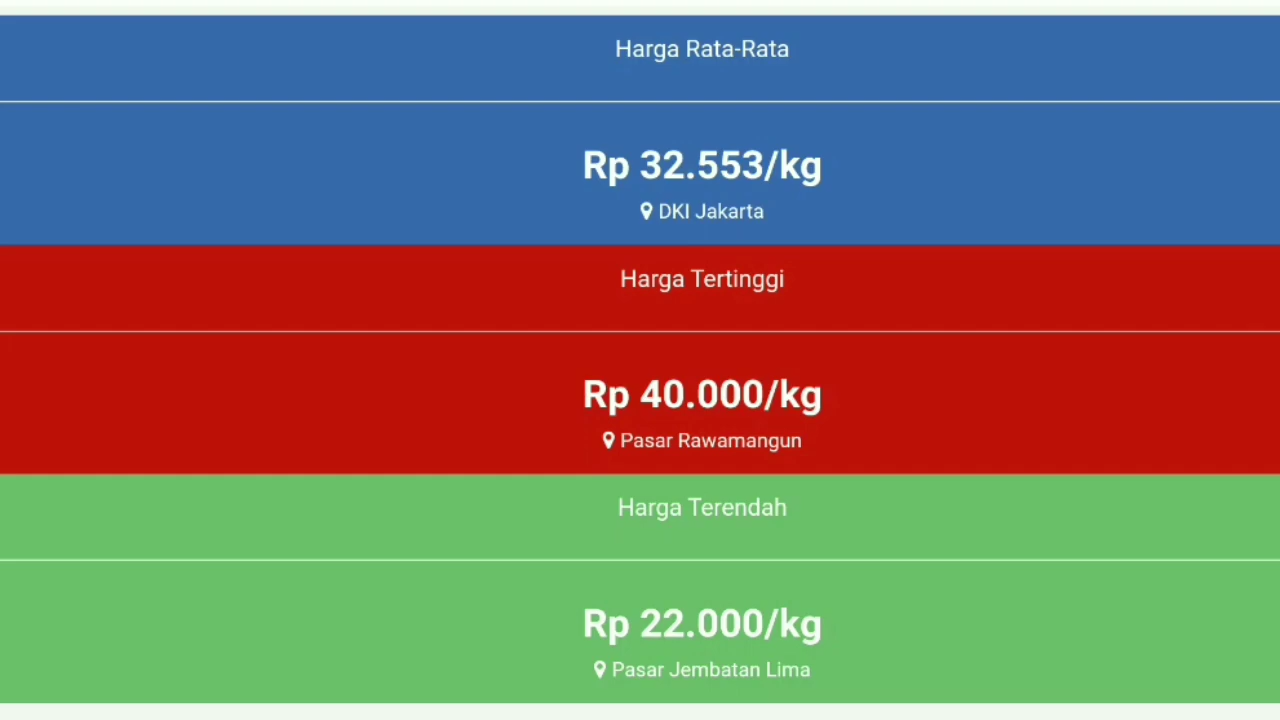 Harga Rata-Rata
Rp 32.553/kg
DKI Jakarta
Harga Tertinggi
Rp 40.000/kg
Pasar Rawamangun
Harga Terendah
Rp 22.000/kg
Pasar Jembatan Lima